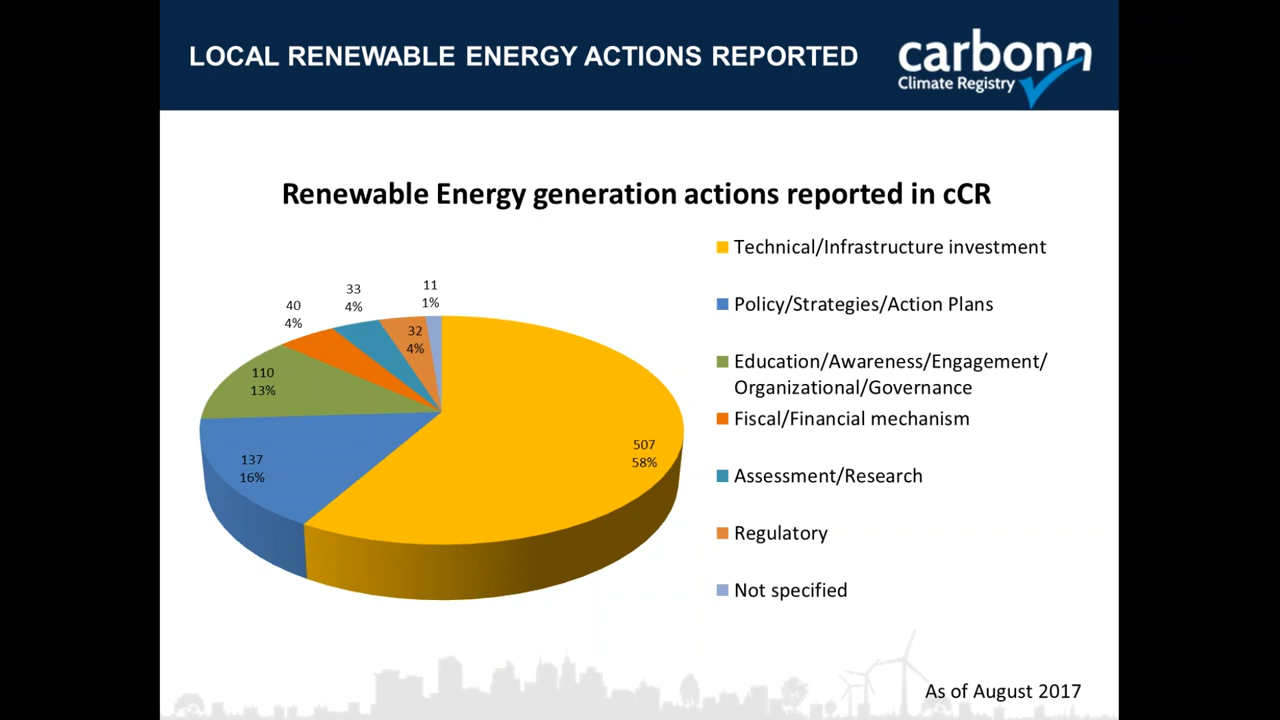 LOCAL RENEWABLE ENERGY ACTIONS REPORTED
carbonn
Climate Registry
Renewable Energy generation actions reported in cCR
Technical/Infrastructure investment
Policy/Strategies/Action Plans
Education/Awareness/Engagement/
Organizational/Governance
Fiscal/Financial mechanism
Assessment/Research
Regulatory
Not specified
11
1%
33
4%
40
4%
32
4%
110
13%
137
16%
507
58%
As of August 2017